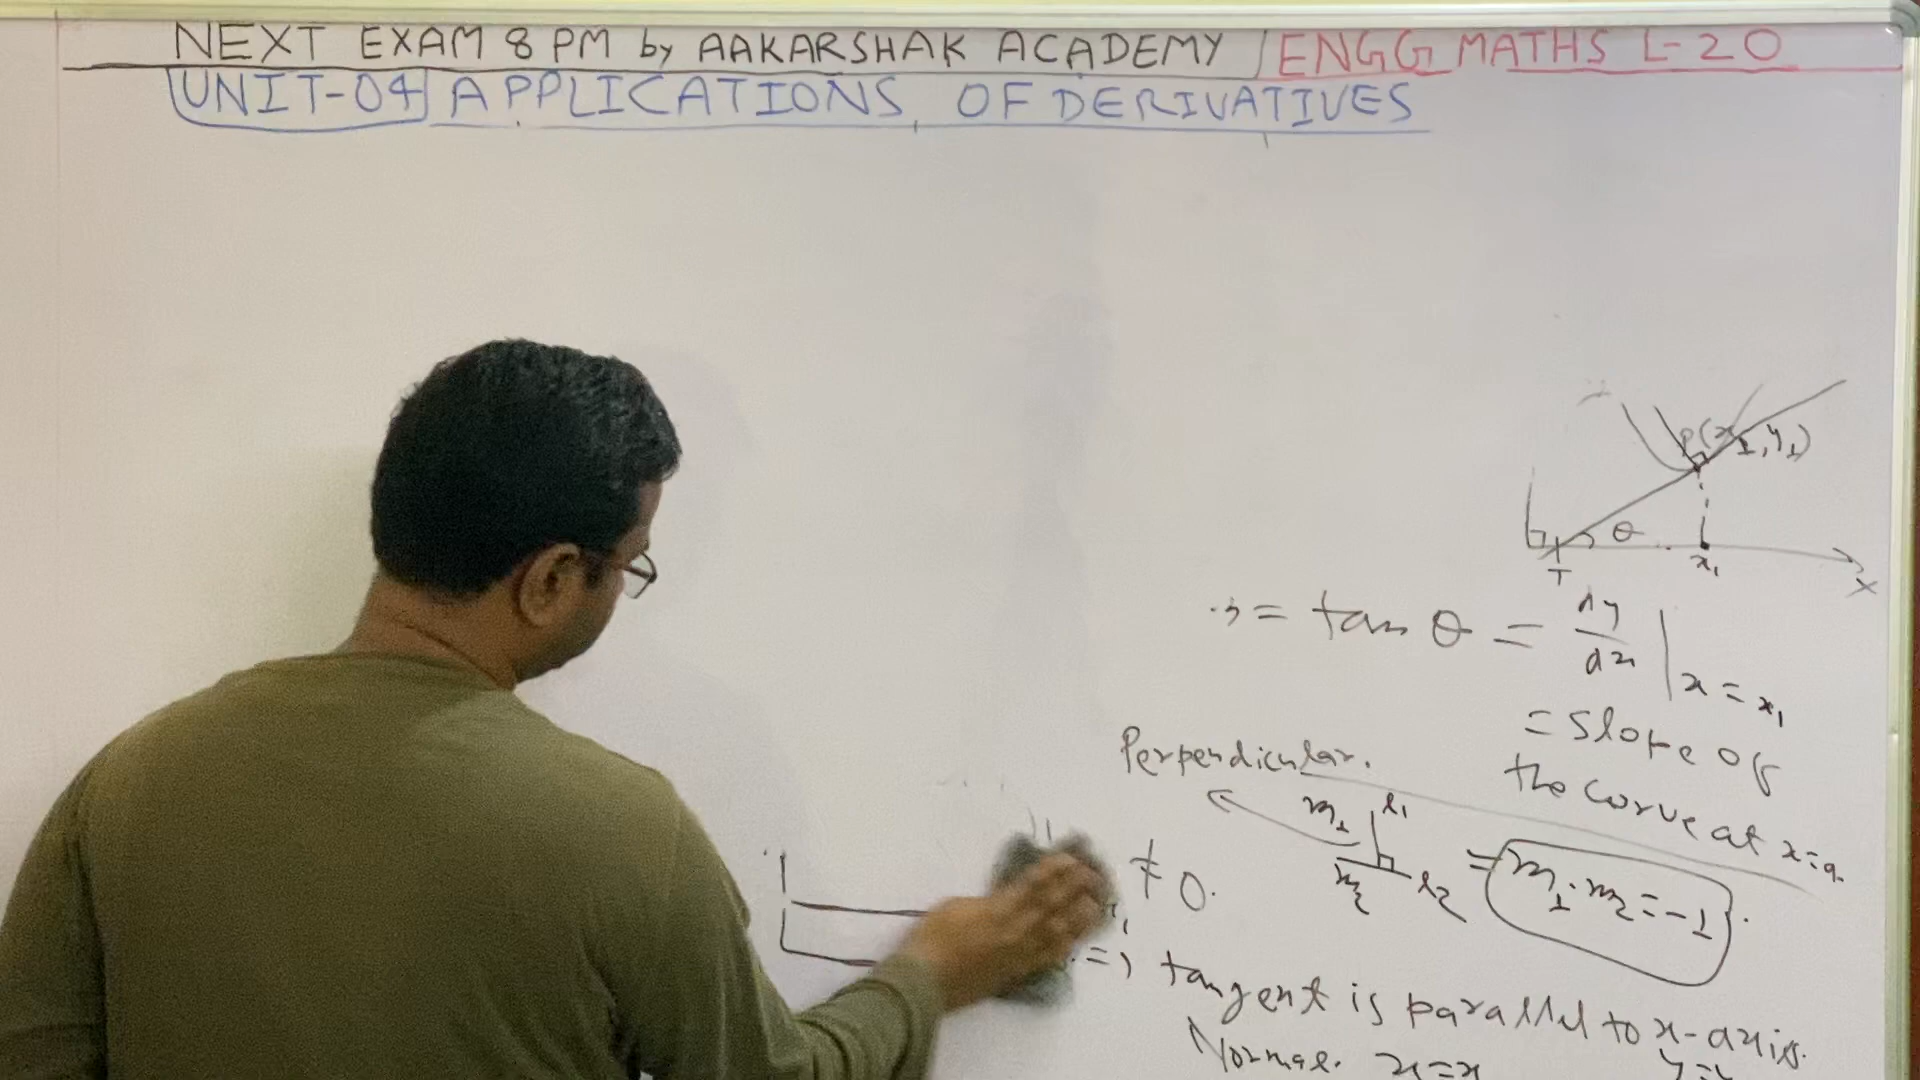 NEXT EXAM 8 PM by AAKARSHAK ACADEMY ENGG MATHS L-20
UNIT-04 APPLICATIONS OF DERIVATIVES
P(x1,y1)
θ
T x1 X
= tan θ = dy/dx | x = x1
= Slope of
the curve at x=a.
Perpendicular.
m1 l1
m2 l2 => m1.m2=-1
≠ 0.
=> tangent is parallel to x-axis.
Normal. x=x